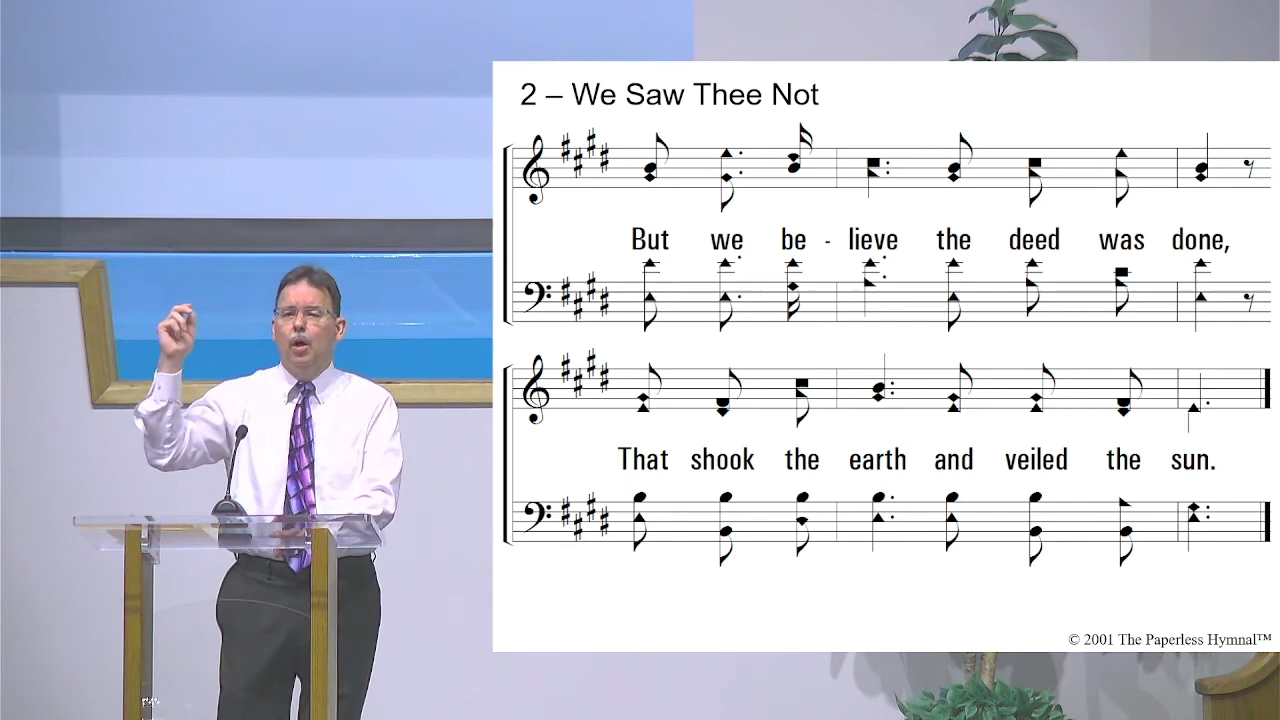 2 – We Saw Thee Not
But we be - lieve the deed was done,
That shook the earth and veiled the sun.
© 2001 The Paperless Hymnal™